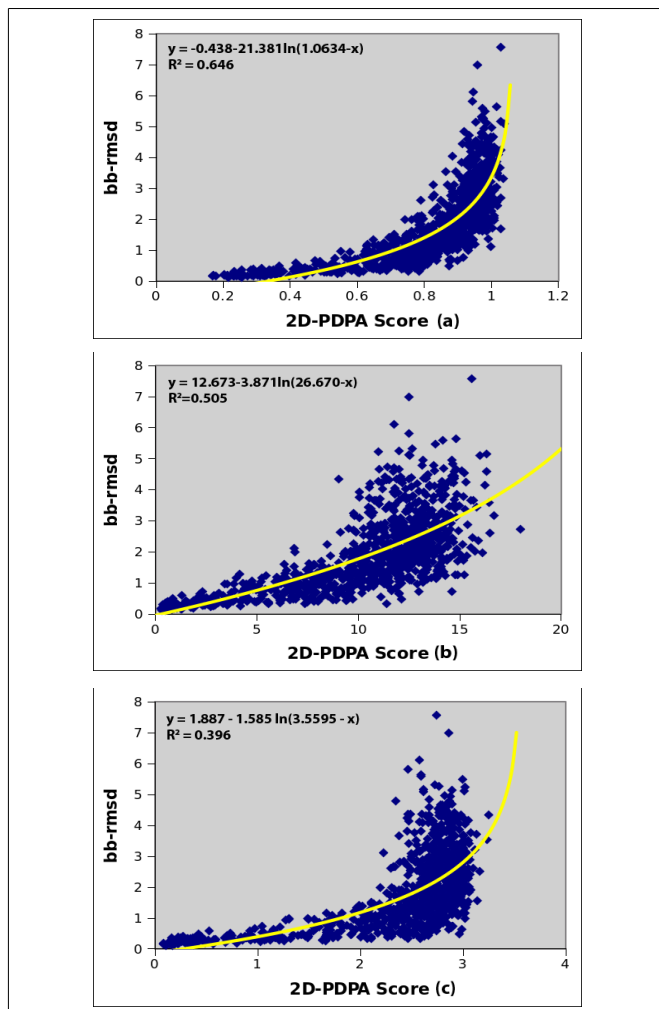 8
7
6
5
4
3
2
1
0
bb-rmsd
y = -0.438-21.381ln(1.0634-x)
R² = 0.646
0 0.2 0.4 0.6 0.8 1 1.2
2D-PDPA Score (a)
8
7
6
5
4
3
2
1
0
bb-rmsd
y = 12.673-3.871ln(26.670-x)
R²=0.505
0 5 10 15 20
2D-PDPA Score (b)
8
7
6
5
4
3
2
1
0
bb-rmsd
y = 1.887 - 1.585 ln(3.5595 - x)
R² = 0.396
0 1 2 3 4
2D-PDPA Score (c)